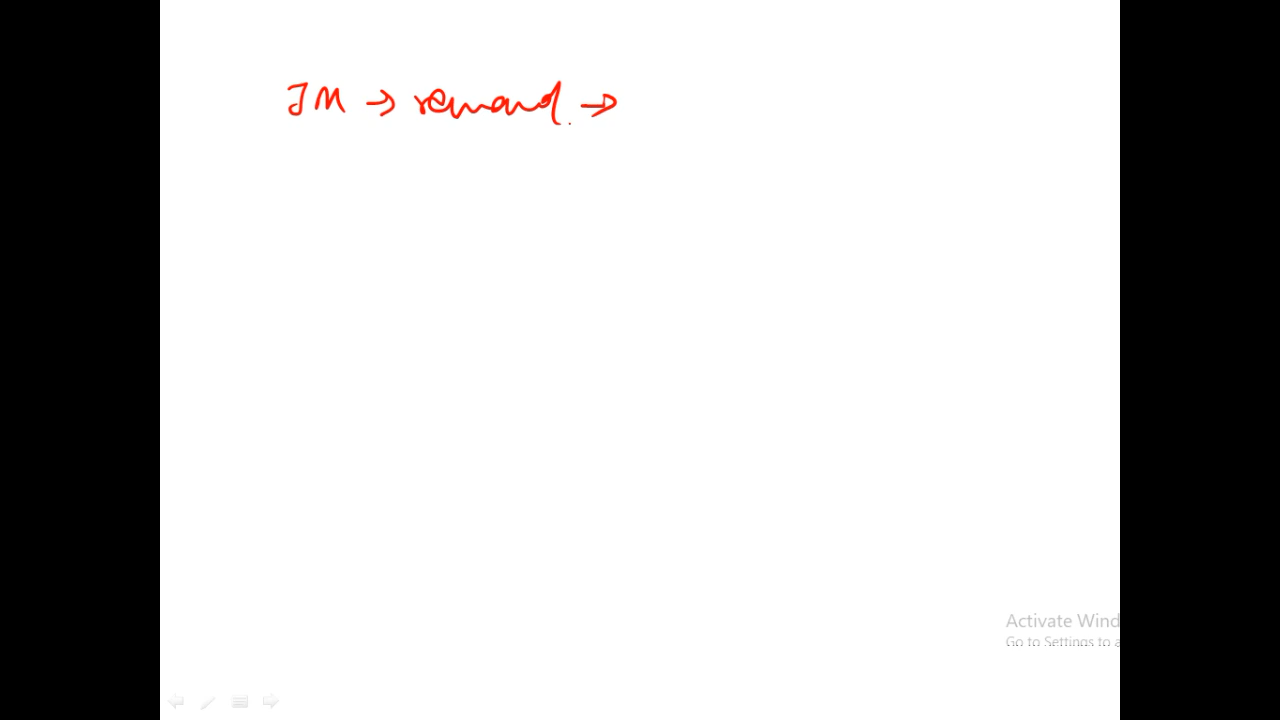 JM → remand →
Activate Wind
Go to Settings to a